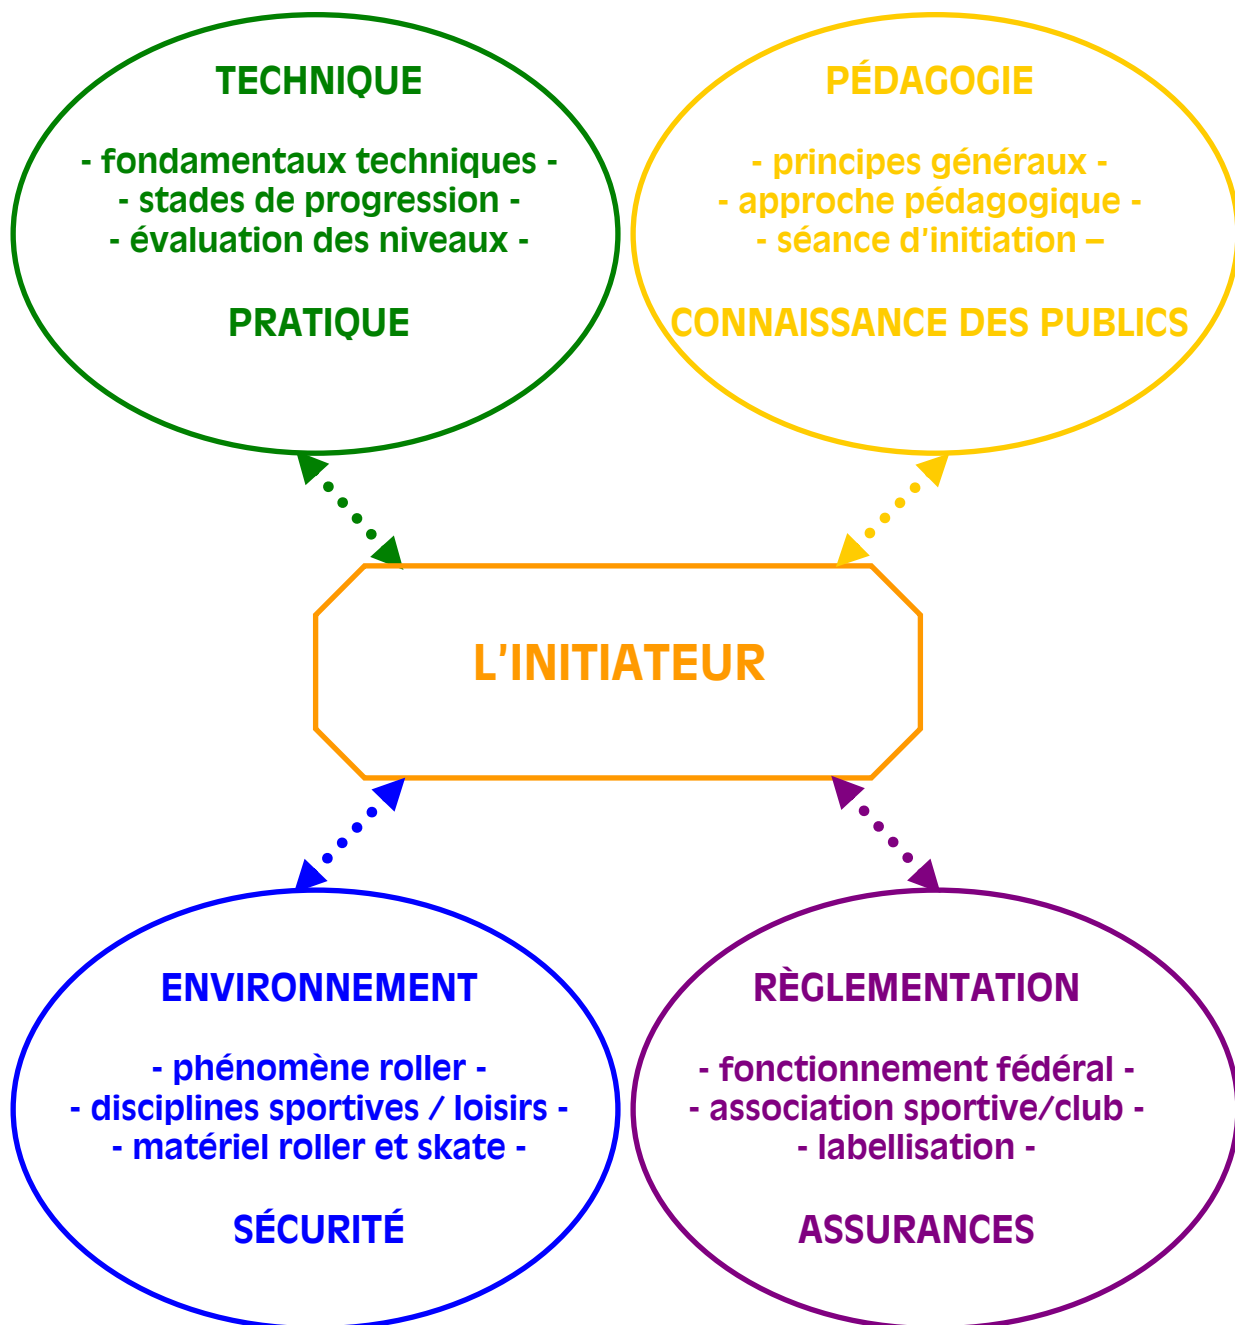 TECHNIQUE
- fondamentaux techniques -
- stades de progression -
- évaluation des niveaux -
PRATIQUE
PÉDAGOGIE
- principes généraux -
- approche pédagogique -
- séance d'initiation –
CONNAISSANCE DES PUBLICS
L'INITIATEUR
ENVIRONNEMENT
- phénomène roller -
- disciplines sportives / loisirs -
- matériel roller et skate -
SÉCURITÉ
RÈGLEMENTATION
- fonctionnement fédéral -
- association sportive/club -
- labellisation -
ASSURANCES